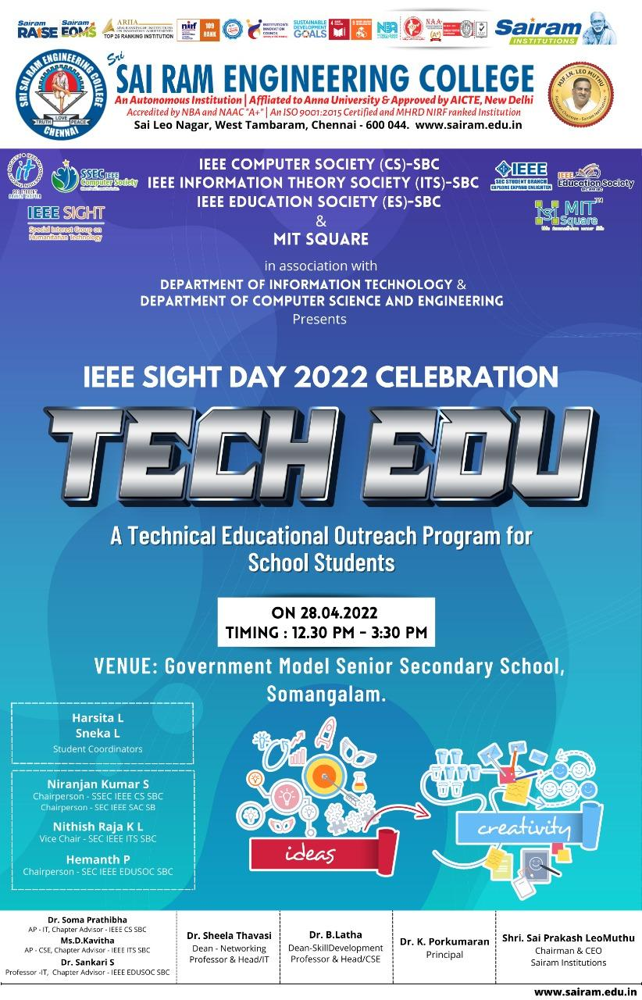 Sairam Sairam
RAISE EOMS
ARIIA
TOP 25 RANKING INSTITUTION
nirf
109
RANK
INSTITUTION'S
INNOVATION
COUNCIL
SUSTAINABLE
DEVELOPMENT
GOALS
NBA
NAAC
Sairam
INSTITUTIONS
Sri
SAI RAM ENGINEERING COLLEGE
An Autonomous Institution | Affliated to Anna University & Approved by AICTE, New Delhi
Accredited by NBA and NAAC "A+" | An ISO 9001:2015 Certified and MHRD NIRF ranked Institution
Sai Leo Nagar, West Tambaram, Chennai - 600 044. www.sairam.edu.in
SRI SAI RAM ENGINEERING COLLEGE
TRUTH LOVE PEACE
CHENNAI
MJF.LN. LEO MUTHU
IEEE COMPUTER SOCIETY (CS)-SBC
IEEE INFORMATION THEORY SOCIETY (ITS)-SBC
IEEE EDUCATION SOCIETY (ES)-SBC
&
MIT SQUARE
it
SSEC IEEE
Computer Society
IEEE SIGHT
Special Interest Group on
Humanitarian Technology
IEEE
SEC STUDENT BRANCH
EXPLORE EXPAND ENLIGHTEN
IEEE
Education Society
MIT TM
Square
in association with
DEPARTMENT OF INFORMATION TECHNOLOGY &
DEPARTMENT OF COMPUTER SCIENCE AND ENGINEERING
Presents
IEEE SIGHT DAY 2022 CELEBRATION
TECH EDU
A Technical Educational Outreach Program for
School Students
ON 28.04.2022
TIMING : 12.30 PM - 3:30 PM
VENUE: Government Model Senior Secondary School,
Somangalam.
Harsita L
Sneka L
Student Coordinators
Niranjan Kumar S
Chairperson - SSEC IEEE CS SBC
Chairperson - SEC IEEE SAC SB
Nithish Raja K L
Vice Chair - SEC IEEE ITS SBC
Hemanth P
Chairperson - SEC IEEE EDUSOC SBC
ideas
creativity
Dr. Soma Prathibha
AP - IT, Chapter Advisor - IEEE CS SBC
Ms.D.Kavitha
AP - CSE, Chapter Advisor - IEEE ITS SBC
Dr. Sankari S
Professor -IT, Chapter Advisor - IEEE EDUSOC SBC
Dr. Sheela Thavasi
Dean - Networking
Professor & Head/IT
Dr. B.Latha
Dean-SkillDevelopment
Professor & Head/CSE
Dr. K. Porkumaran
Principal
Shri. Sai Prakash LeoMuthu
Chairman & CEO
Sairam Institutions
www.sairam.edu.in